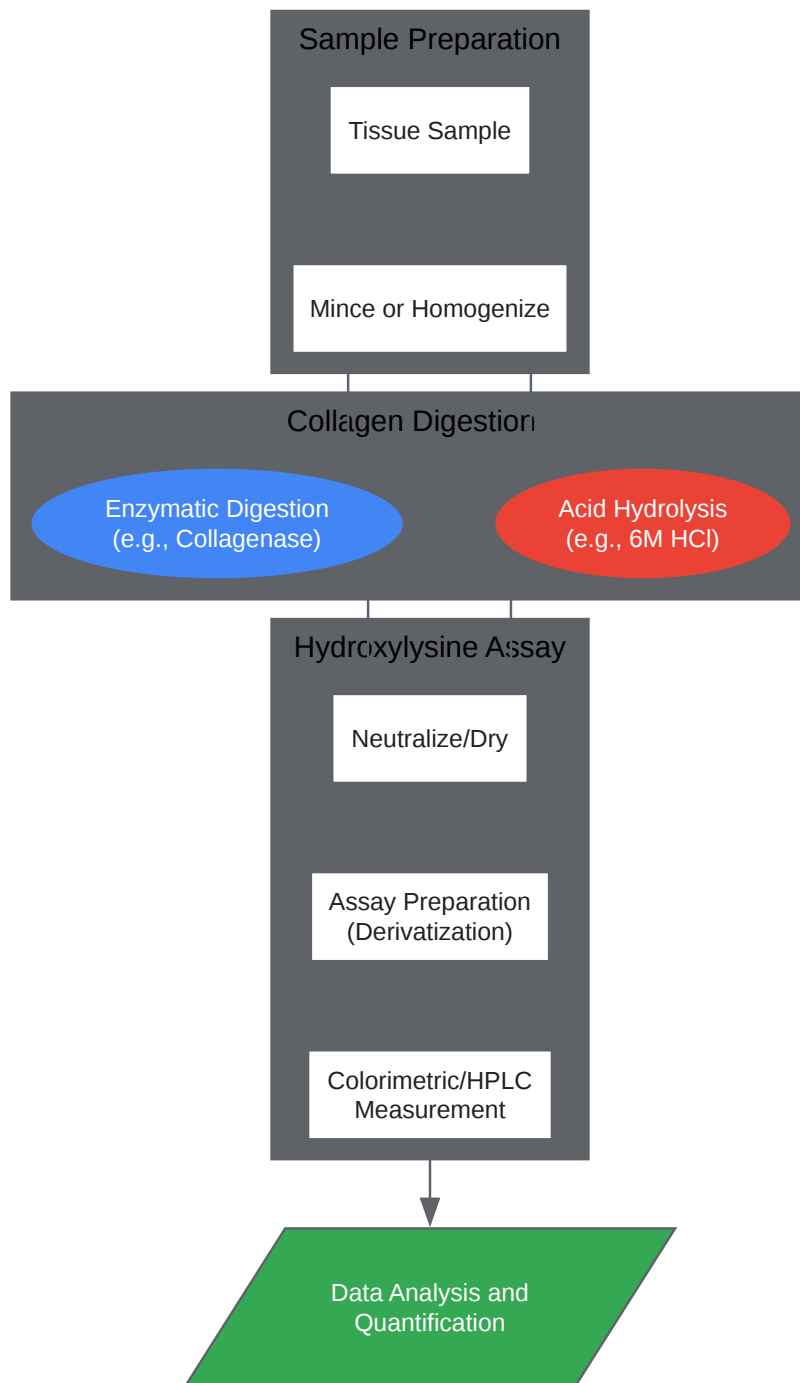 Sample Preparation
Tissue Sample
Mince or Homogenize
Collagen Digestion
Enzymatic Digestion
(e.g., Collagenase)
Acid Hydrolysis
(e.g., 6M HCl)
Hydroxylysine Assay
Neutralize/Dry
Assay Preparation
(Derivatization)
Colorimetric/HPLC
Measurement
Data Analysis and
Quantification